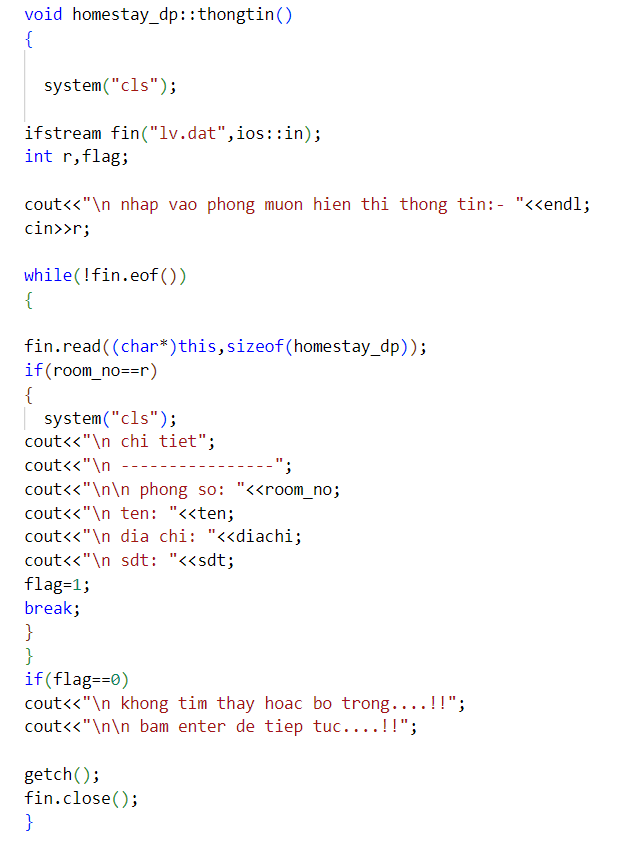 void homestay_dp::thongtin()
{
system("cls");
ifstream fin("lv.dat",ios::in);
int r,flag;
cout<<"\n nhap vao phong muon hien thi thong tin:- "<<endl;
cin>>r;
while(!fin.eof())
{
fin.read((char*)this,sizeof(homestay_dp));
if(room_no==r)
{
system("cls");
cout<<"\n chi tiet";
cout<<"\n ----------------";
cout<<"\n\n phong so: "<<room_no;
cout<<"\n ten: "<<ten;
cout<<"\n dia chi: "<<diachi;
cout<<"\n sdt: "<<sdt;
flag=1;
break;
}
}
if(flag==0)
cout<<"\n khong tim thay hoac bo trong....!!";
cout<<"\n\n bam enter de tiep tuc....!!";
getch();
fin.close();
}